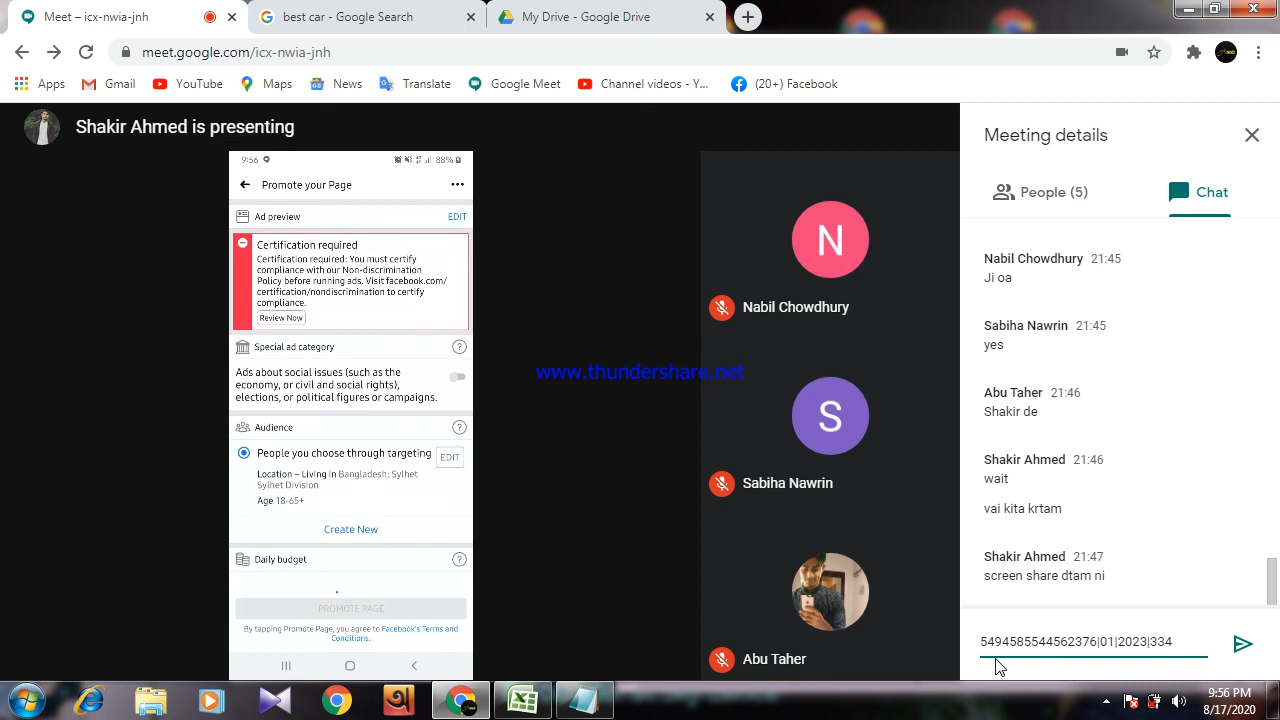 Meet – icx-nwia-jnh
best car - Google Search
My Drive - Google Drive
meet.google.com/icx-nwia-jnh
Apps
Gmail
YouTube
Maps
News
Translate
Google Meet
Channel videos - Y...
(20+) Facebook
Shakir Ahmed is presenting
9:56
88%
Promote your Page
Ad preview
EDIT
Certification required
Certification required: You must certify
compliance with our Non-discrimination
Policy before running ads. Visit facebook.com/
certification/nondiscrimination to certify
compliance.
Review Now
Special ad category
Ads about social issues (such as the
economy, or civil and social rights),
elections, or political figures or campaigns.
Audience
People you choose through targeting
EDIT
Location – Living in Bangladesh: Sylhet
Sylhet Division
Age 18-65+
Create New
Daily budget
PROMOTE PAGE
By tapping Promote Page, you agree to Facebook's Terms and
Conditions.
www.thundershare.net
N
Nabil Chowdhury
S
Sabiha Nawrin
Abu Taher
Meeting details
People (5)
Chat
Nabil Chowdhury 21:45
Ji oa
Sabiha Nawrin 21:45
yes
Abu Taher 21:46
Shakir de
Shakir Ahmed 21:46
wait
vai kita krtam
Shakir Ahmed 21:47
screen share dtam ni
[payment card details omitted]
9:56 PM
8/17/2020